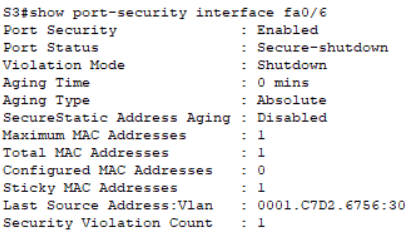 S3#show port-security interface fa0/6
Port Security : Enabled
Port Status : Secure-shutdown
Violation Mode : Shutdown
Aging Time : 0 mins
Aging Type : Absolute
SecureStatic Address Aging : Disabled
Maximum MAC Addresses : 1
Total MAC Addresses : 1
Configured MAC Addresses : 0
Sticky MAC Addresses : 1
Last Source Address:Vlan : 0001.C7D2.6756:30
Security Violation Count : 1